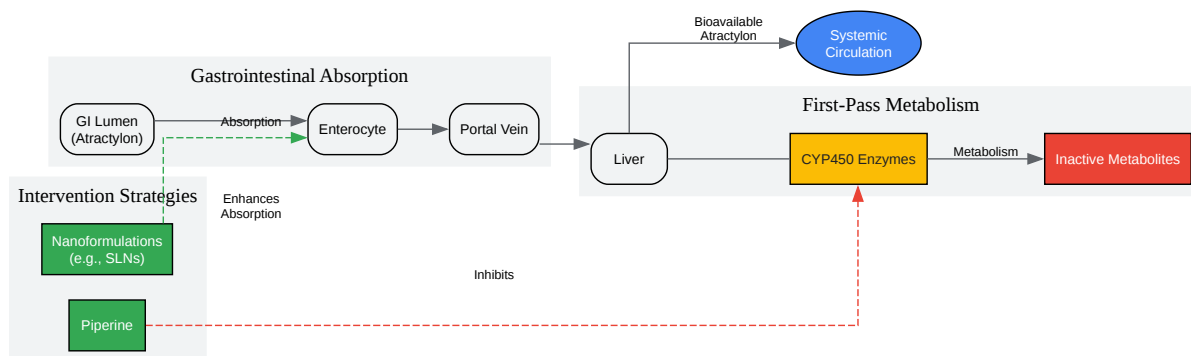 Bioavailable
Atractylon
Systemic
Circulation
Gastrointestinal Absorption
First-Pass Metabolism
GI Lumen
(Atractylon)
Absorption
Enterocyte
Portal Vein
Liver
CYP450 Enzymes
Metabolism
Inactive Metabolites
Intervention Strategies
Enhances
Absorption
Nanoformulations
(e.g., SLNs)
Inhibits
Piperine